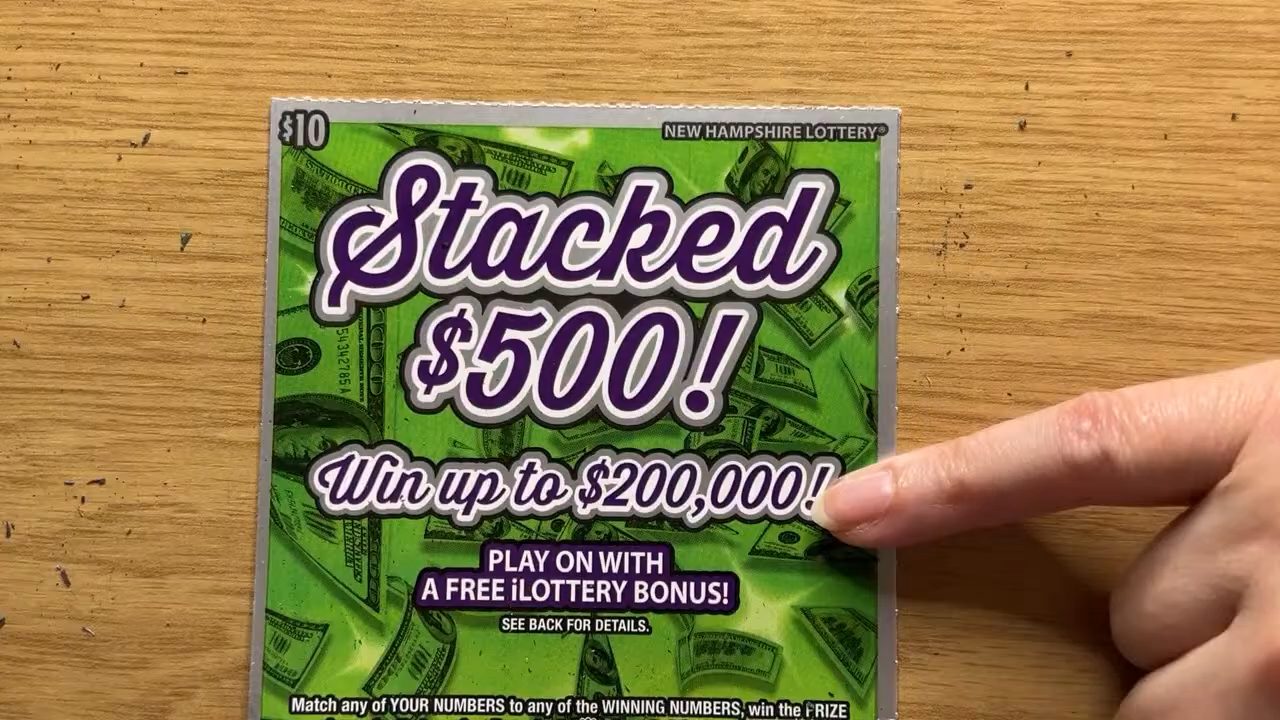 $10
NEW HAMPSHIRE LOTTERY®
Stacked
$500!
54342785A
Win up to $200,000!
PLAY ON WITH
A FREE iLOTTERY BONUS!
SEE BACK FOR DETAILS.
Match any of YOUR NUMBERS to any of the WINNING NUMBERS, win the PRIZE